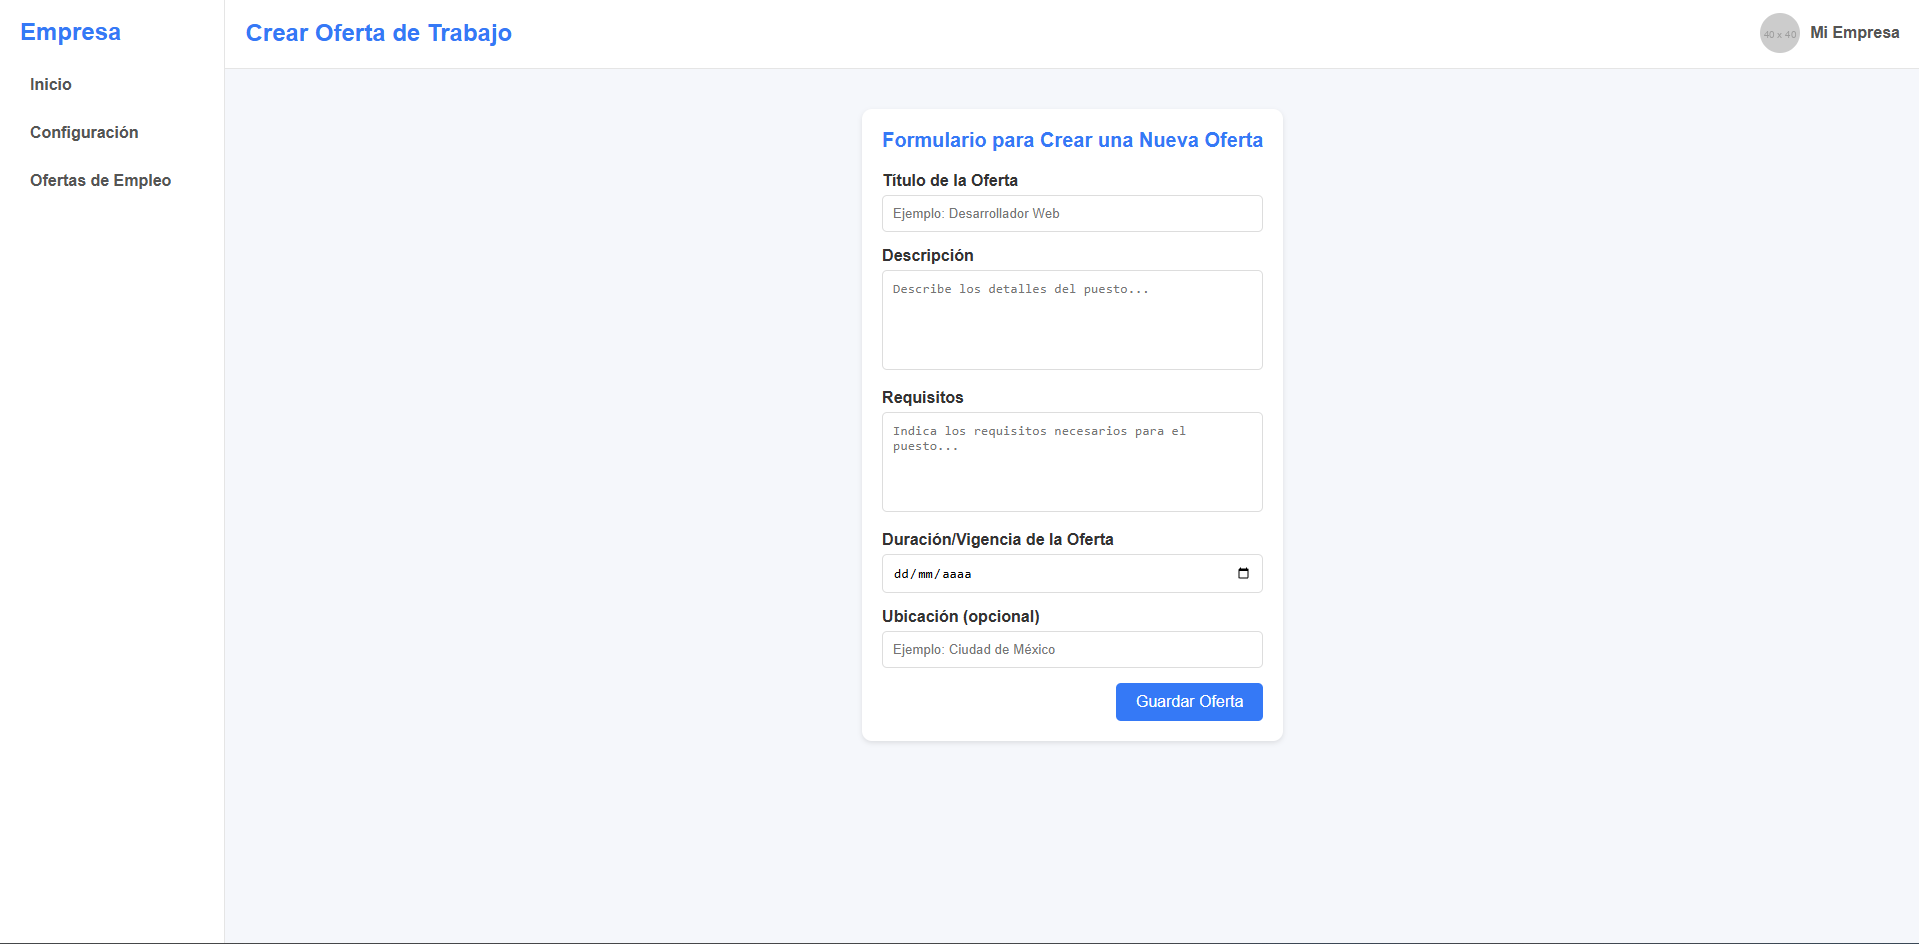 Empresa
Inicio
Configuración
Ofertas de Empleo
Crear Oferta de Trabajo
40 x 40
Mi Empresa
Formulario para Crear una Nueva Oferta
Título de la Oferta
Ejemplo: Desarrollador Web
Descripción
Describe los detalles del puesto...
Requisitos
Indica los requisitos necesarios para el
puesto...
Duración/Vigencia de la Oferta
dd/mm/aaaa
Ubicación (opcional)
Ejemplo: Ciudad de México
Guardar Oferta